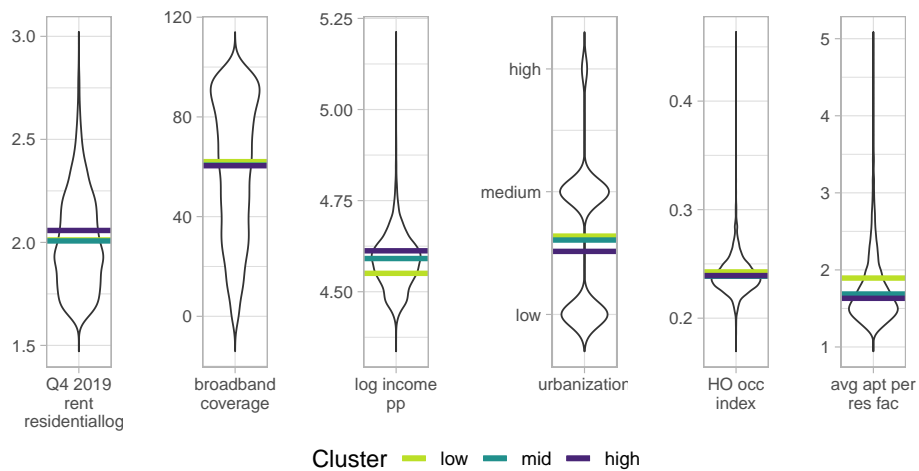 3.0
2.5
2.0
1.5
Q4 2019
rent
residentiallog
120
80
40
0
broadband
coverage
5.25
5.00
4.75
4.50
log income
pp
high
medium
low
urbanization
0.4
0.3
0.2
HO occ
index
5
4
3
2
1
avg apt per
res fac
Cluster low mid high